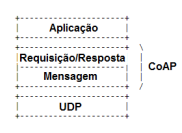 Aplicação
Requisição/Resposta
Mensagem
CoAP
UDP